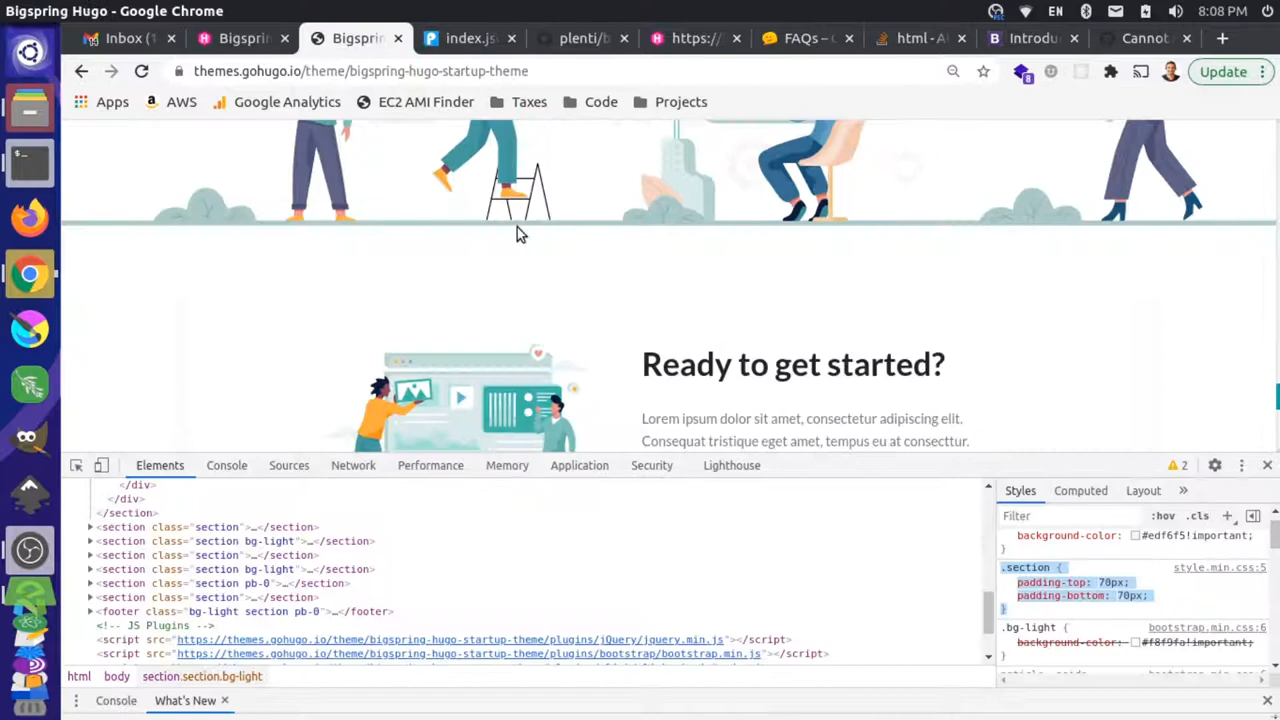 Bigspring Hugo - Google Chrome
EN
8:08 PM
Inbox (1
Bigsprin
Bigsprin
index.js
plenti/b
https:/
FAQs –
html - A
Introdu
Cannot
themes.gohugo.io/theme/bigspring-hugo-startup-theme
8
Update
Apps
AWS
Google Analytics
EC2 AMI Finder
Taxes
Code
Projects
Ready to get started?
Lorem ipsum dolor sit amet, consectetur adipiscing elit.
Consequat tristique eget amet, tempus eu at consecttur.
Elements
Console
Sources
Network
Performance
Memory
Application
Security
Lighthouse
2
</div>
</div>
</section>
<section class="section">…</section>
<section class="section bg-light">…</section>
<section class="section">…</section>
<section class="section bg-light">…</section>
<section class="section pb-0">…</section>
<section class="section">…</section>
<footer class="bg-light section pb-0">…</footer>
<!-- JS Plugins -->
<script src="https://themes.gohugo.io/theme/bigspring-hugo-startup-theme/plugins/jQuery/jquery.min.js"></script>
<script src="https://themes.gohugo.io/theme/bigspring-hugo-startup-theme/plugins/bootstrap/bootstrap.min.js"></script>
html
body
section.section.bg-light
Styles
Computed
Layout
»
Filter
:hov
.cls
+
background-color: #edf6f5!important;
}
.section {
style.min.css:5
padding-top: 70px;
padding-bottom: 70px;
}
.bg-light {
bootstrap.min.css:6
background-color: #f8f9fa!important;
Console
What's New